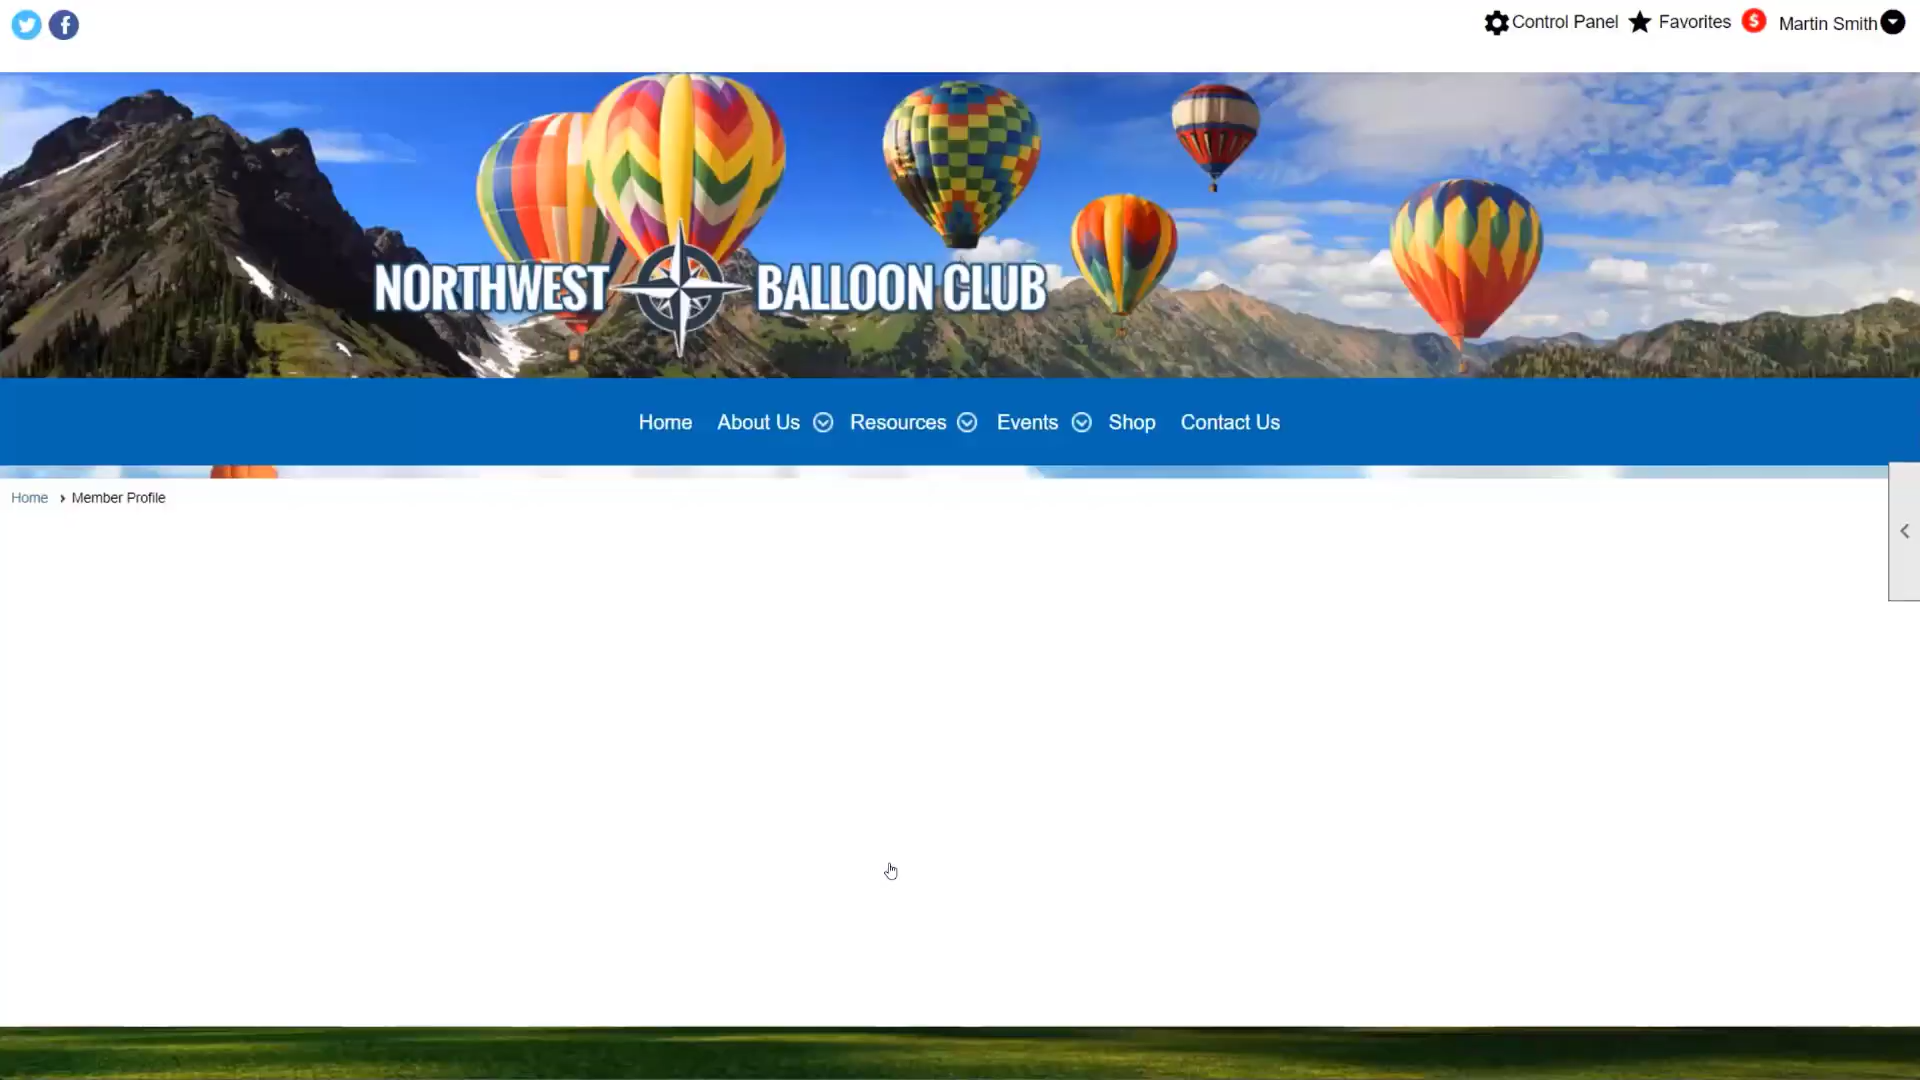 Control Panel Favorites $ Martin Smith
NORTHWEST BALLOON CLUB
Home About Us Resources Events Shop Contact Us
Home › Member Profile